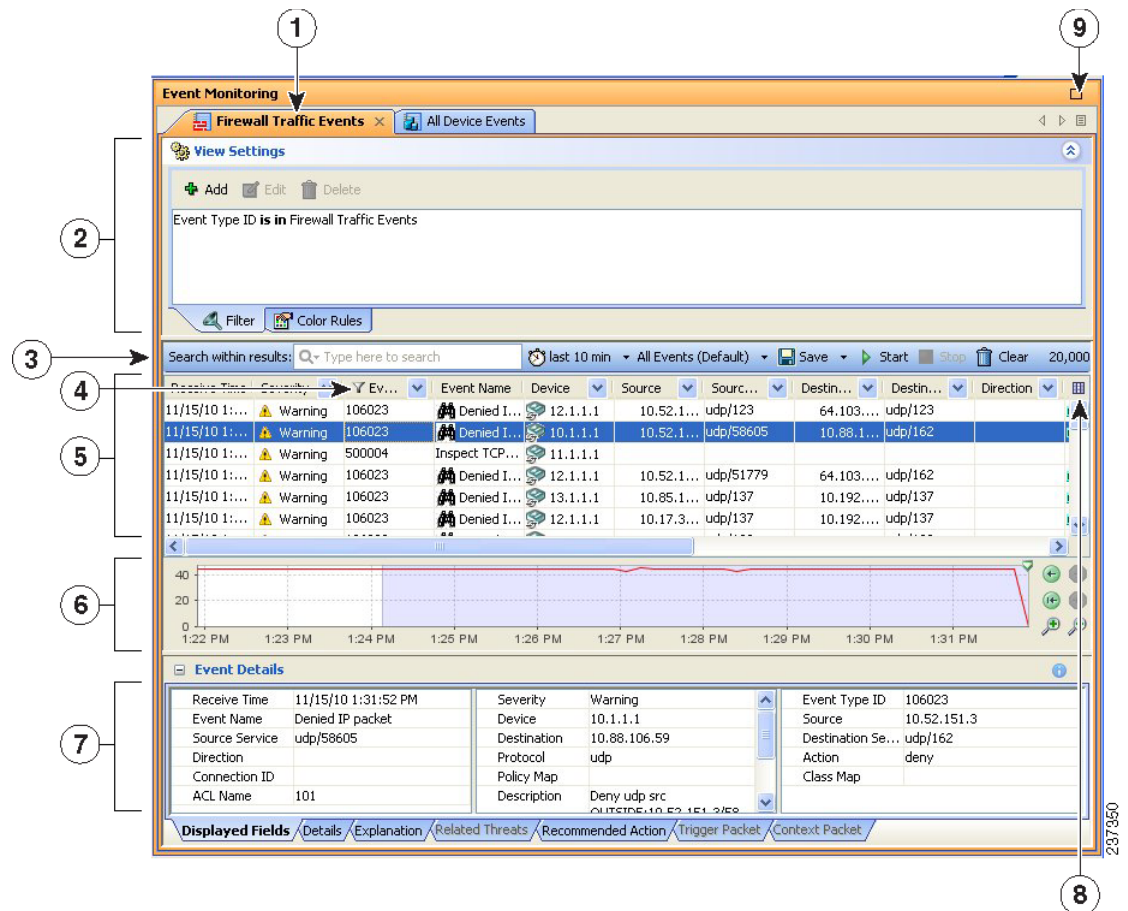 1
9
Event Monitoring
Firewall Traffic Events × All Device Events
View Settings
Add Edit Delete
Event Type ID is in Firewall Traffic Events
2
Filter Color Rules
3
Search within results: Type here to search last 10 min All Events (Default) Save Start Stop Clear 20,000
4
Receive Time Severity Ev... Event Name Device Source Sourc... Destin... Destin... Direction
11/15/10 1:... Warning 106023 Denied I... 12.1.1.1 10.52.1... udp/123 64.103.... udp/123
11/15/10 1:... Warning 106023 Denied I... 10.1.1.1 10.52.1... udp/58605 10.88.1... udp/162
5
11/15/10 1:... Warning 500004 Inspect TCP... 11.1.1.1
11/15/10 1:... Warning 106023 Denied I... 12.1.1.1 10.52.1... udp/51779 64.103.... udp/162
11/15/10 1:... Warning 106023 Denied I... 13.1.1.1 10.85.1... udp/137 10.192.... udp/137
11/15/10 1:... Warning 106023 Denied I... 12.1.1.1 10.17.3... udp/137 10.192.... udp/137
6
40
20
0
1:22 PM 1:23 PM 1:24 PM 1:25 PM 1:26 PM 1:27 PM 1:28 PM 1:29 PM 1:30 PM 1:31 PM
Event Details
7
Receive Time 11/15/10 1:31:52 PM Severity Warning Event Type ID 106023
Event Name Denied IP packet Device 10.1.1.1 Source 10.52.151.3
Source Service udp/58605 Destination 10.88.106.59 Destination Se... udp/162
Direction Protocol udp Action deny
Connection ID Policy Map Class Map
ACL Name 101 Description Deny udp src
OUTSIDE:10.52.151.3/58
Displayed Fields Details Explanation Related Threats Recommended Action Trigger Packet Context Packet
237350
8